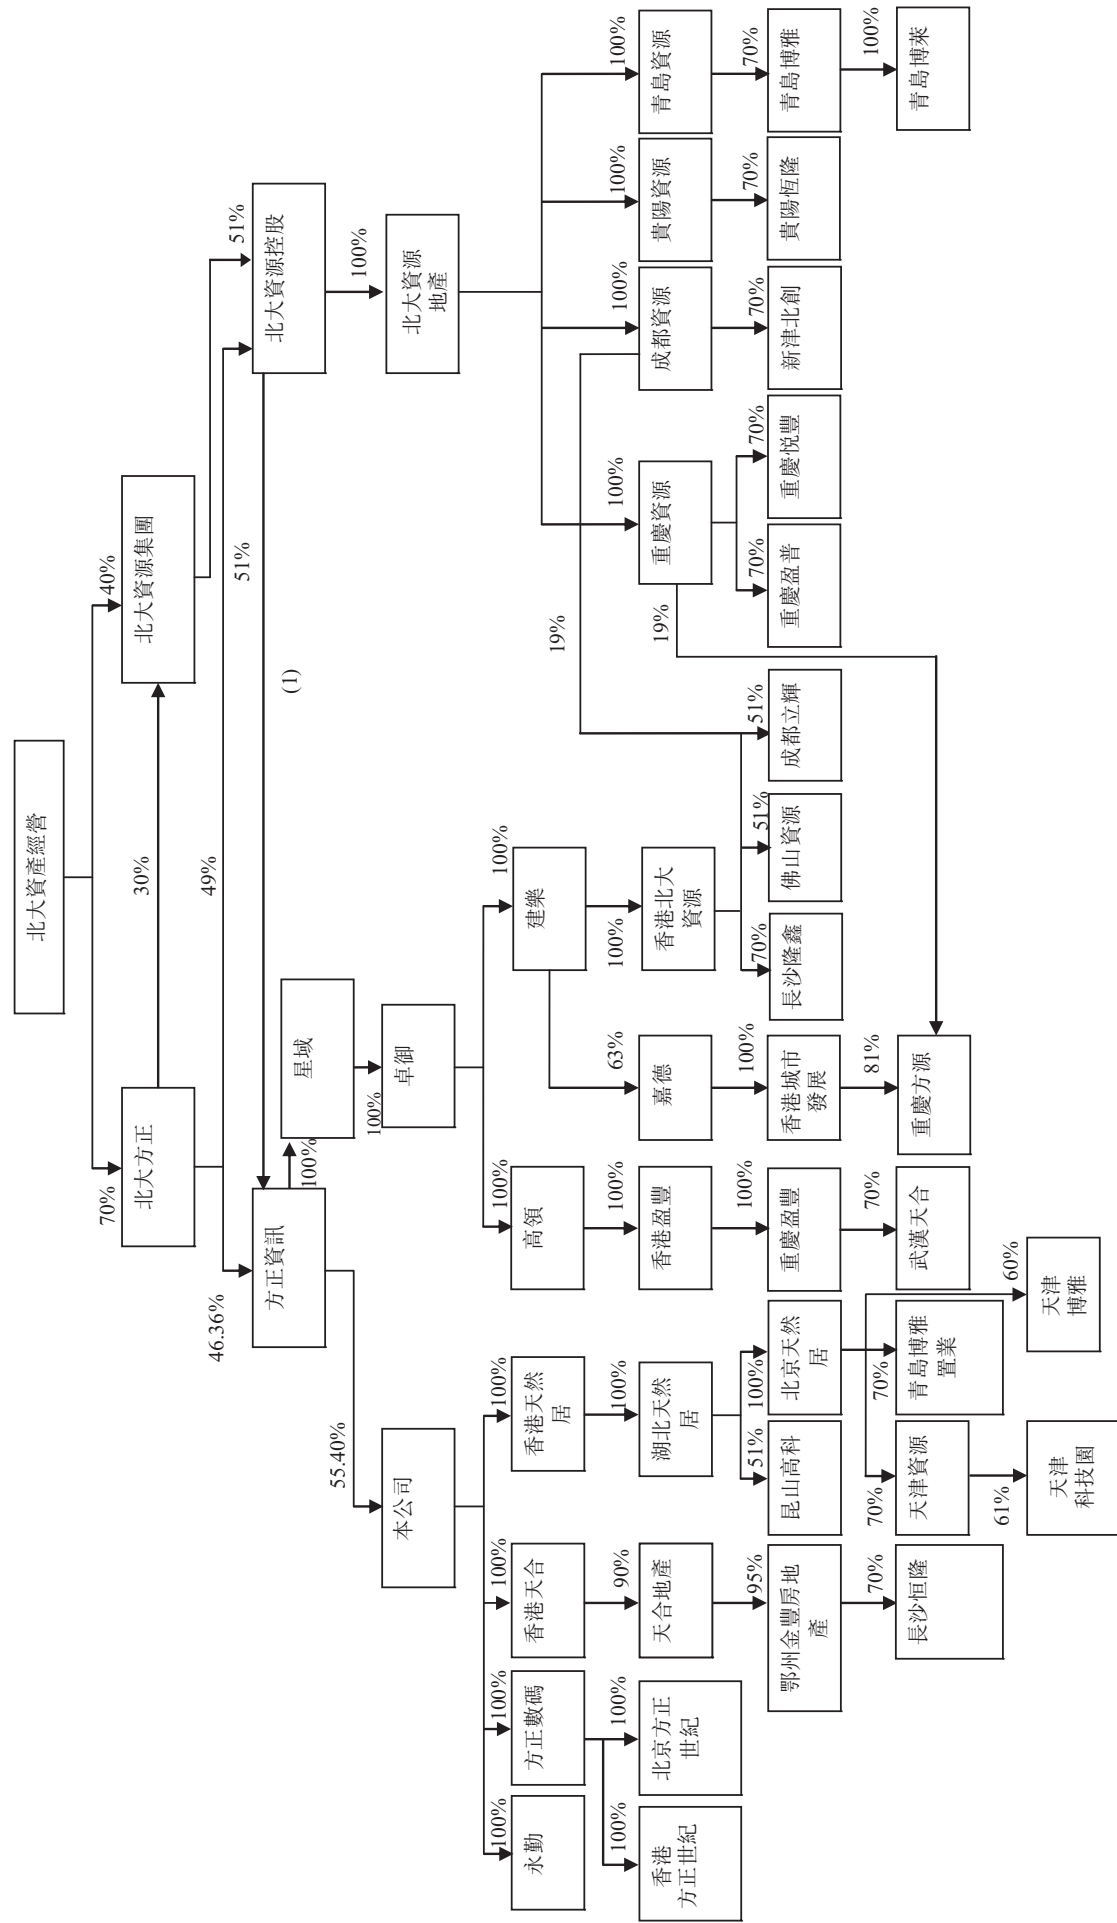 北大資產經營
70%
40%
北大方正
30%
北大資源集團
46.36%
49%
51%
51%
方正資訊
(1)
北大資源控股
100%
星域
55.40%
100%
100%
本公司
卓御
北大資源
地產
100%
100%
100%
100%
100%
100%
永勤
方正數碼
香港天合
香港天然
居
高領
建樂
19%
100%
100%
90%
100%
100%
63%
100%
19%
100%
100%
100%
100%
香港
方正世紀
北京方正
世紀
天合地產
湖北天然
居
香港盈豐
嘉德
香港北大
資源
重慶資源
成都資源
貴陽資源
青島資源
95%
51%
100%
100%
100%
70%
51%
51%
70%
70%
70%
70%
70%
鄂州金豐房地
產
昆山高科
北京天然
居
重慶盈豐
香港城市
發展
長沙隆鑫
佛山資源
成都立輝
重慶盈普
重慶悅豐
新津北創
貴陽恆隆
青島博雅
70%
70%
70%
70%
81%
100%
長沙恒隆
天津資源
青島博雅
置業
武漢天合
重慶方源
青島博萊
61%
60%
天津
科技園
天津
博雅